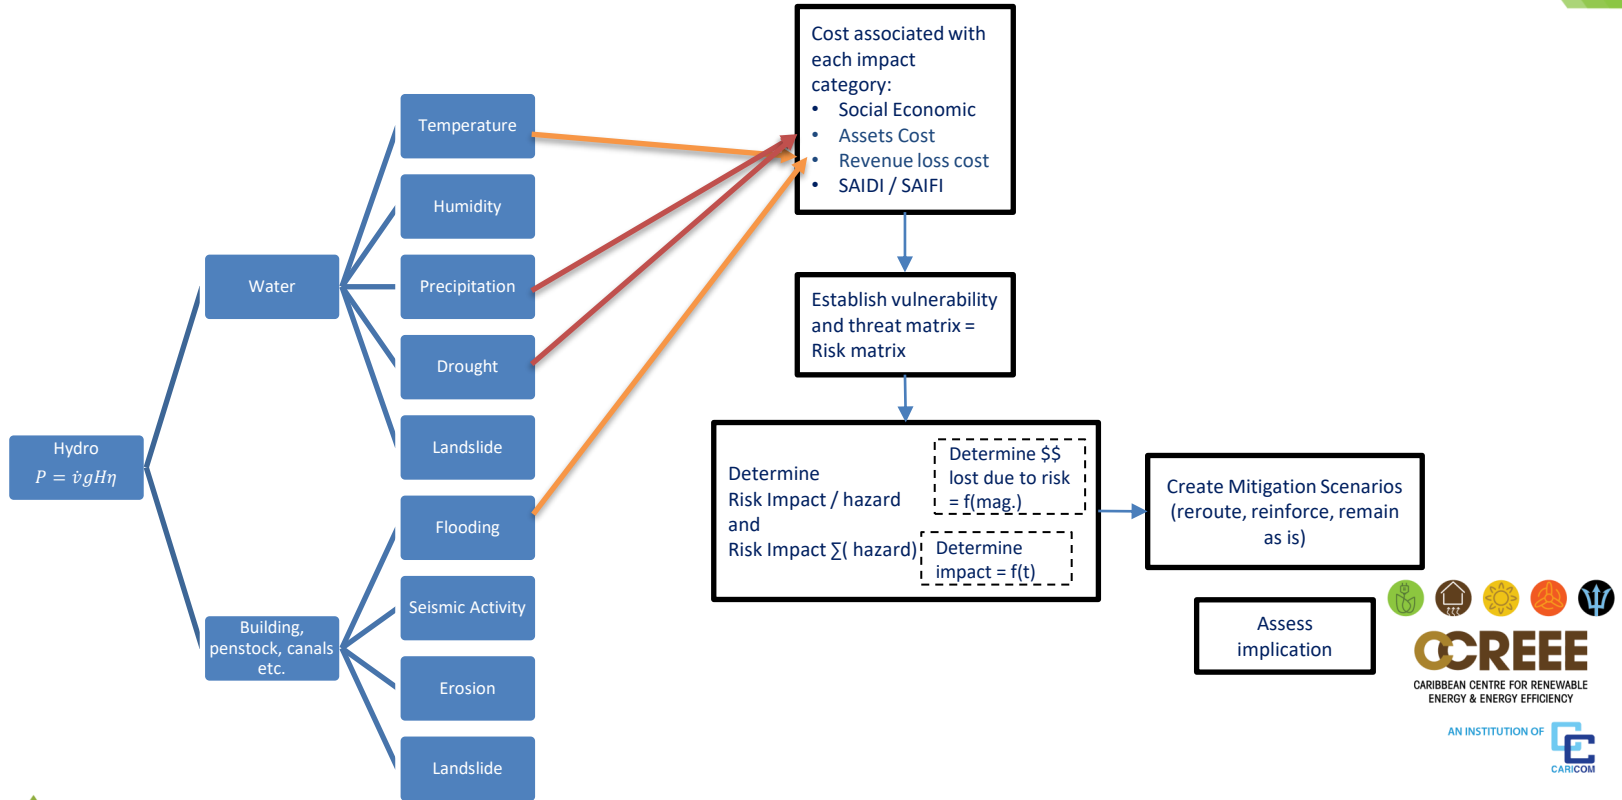 Hydro
P = v̇gHη
Water
Building,
penstock, canals
etc.
Temperature
Humidity
Precipitation
Drought
Landslide
Flooding
Seismic Activity
Erosion
Landslide
Cost associated with
each impact
category:
• Social Economic
• Assets Cost
• Revenue loss cost
• SAIDI / SAIFI
Establish vulnerability
and threat matrix =
Risk matrix
Determine
Risk Impact / hazard
and
Risk Impact ∑( hazard)
Determine $$
lost due to risk
= f(mag.)
Determine
impact = f(t)
Create Mitigation Scenarios
(reroute, reinforce, remain
as is)
Assess
implication
CCREEE
CARIBBEAN CENTRE FOR RENEWABLE
ENERGY & ENERGY EFFICIENCY
AN INSTITUTION OF
CARICOM